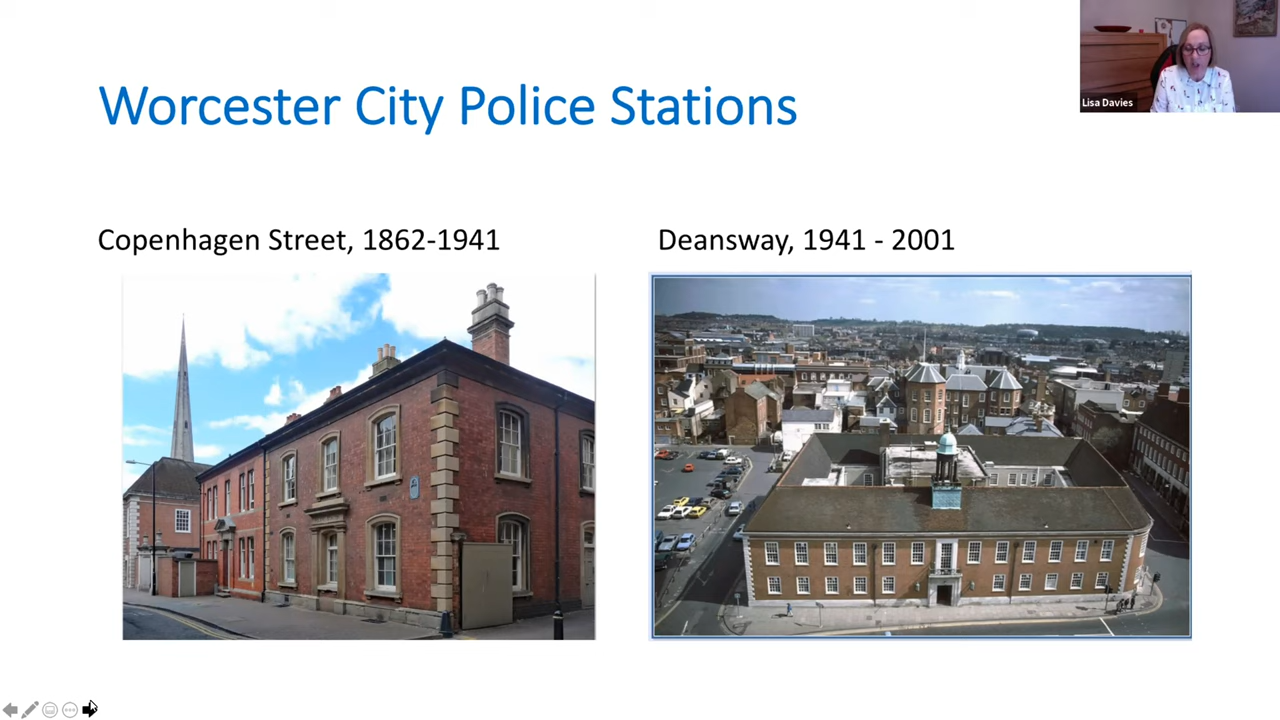 Worcester City Police Stations
Lisa Davies
Copenhagen Street, 1862-1941
Deansway, 1941 - 2001